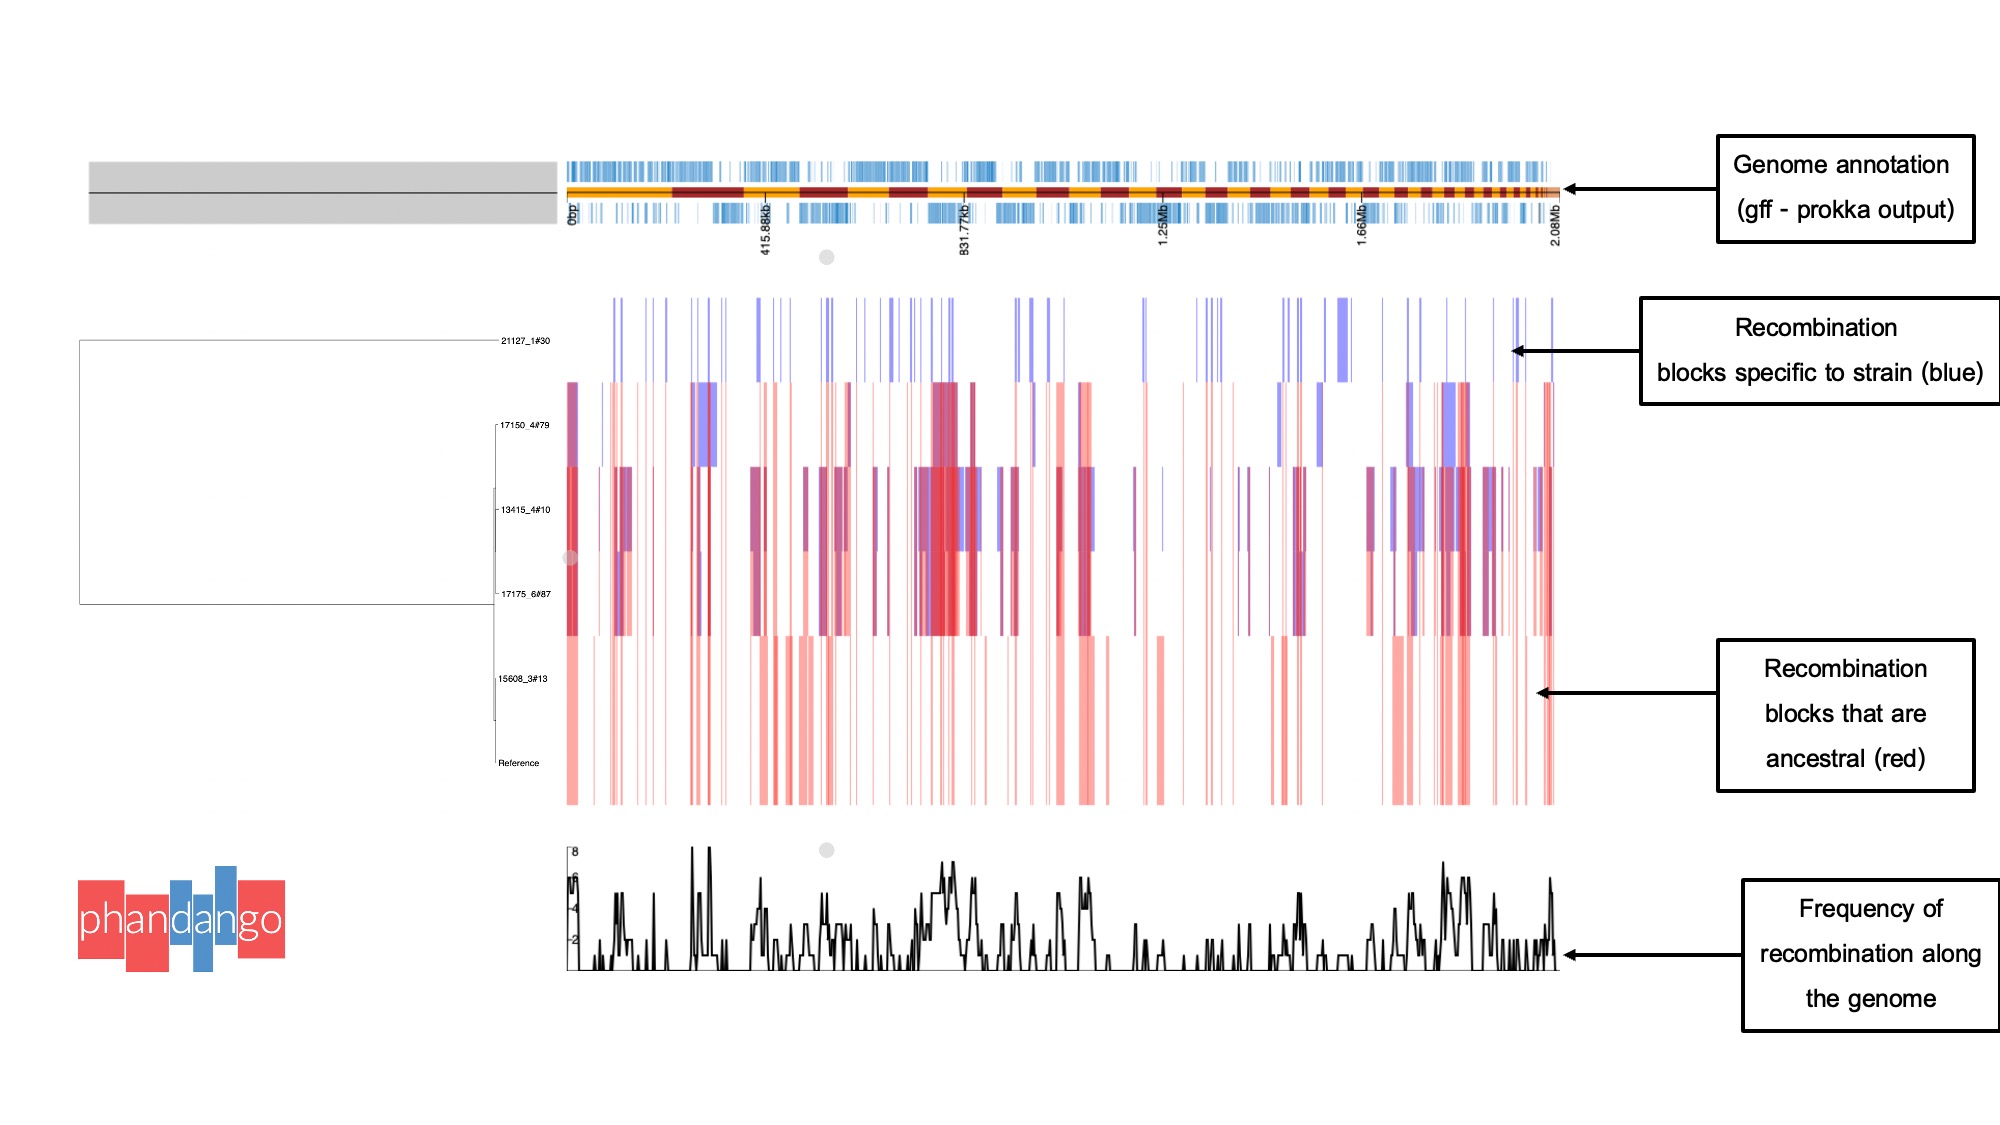 Genome annotation
(gff - prokka output)
0bp
415.88kb
831.77kb
1.25Mb
1.66Mb
2.08Mb
Recombination
blocks specific to strain (blue)
21127_1#30
17150_4#79
13415_4#10
17175_6#87
15608_3#13
Reference
Recombination
blocks that are
ancestral (red)
8
6
4
2
phandango
Frequency of
recombination along
the genome